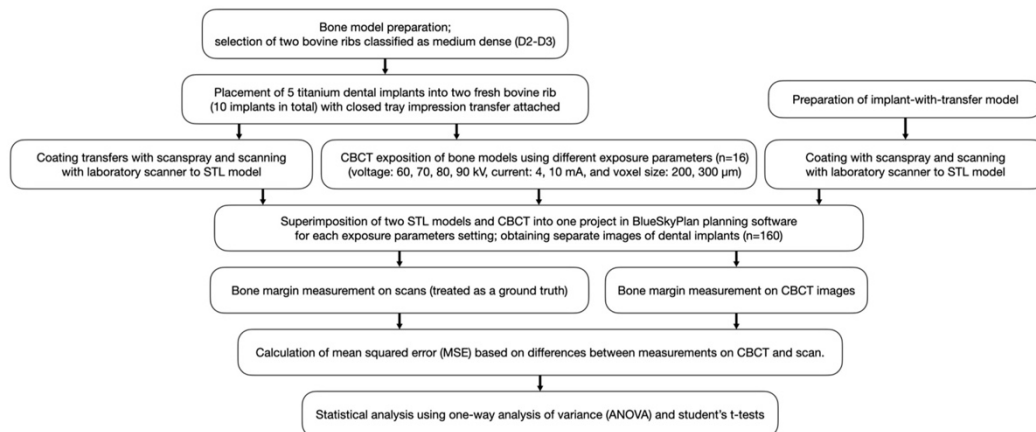 Bone model preparation;
selection of two bovine ribs classified as medium dense (D2-D3)
Placement of 5 titanium dental implants into two fresh bovine rib
(10 implants in total) with closed tray impression transfer attached
Preparation of implant-with-transfer model
Coating transfers with scanspray and scanning
with laboratory scanner to STL model
CBCT exposition of bone models using different exposure parameters (n=16)
(voltage: 60, 70, 80, 90 kV, current: 4, 10 mA, and voxel size: 200, 300 µm)
Coating with scanspray and scanning
with laboratory scanner to STL model
Superimposition of two STL models and CBCT into one project in BlueSkyPlan planning software
for each exposure parameters setting; obtaining separate images of dental implants (n=160)
Bone margin measurement on scans (treated as a ground truth)
Bone margin measurement on CBCT images
Calculation of mean squared error (MSE) based on differences between measurements on CBCT and scan.
Statistical analysis using one-way analysis of variance (ANOVA) and student's t-tests